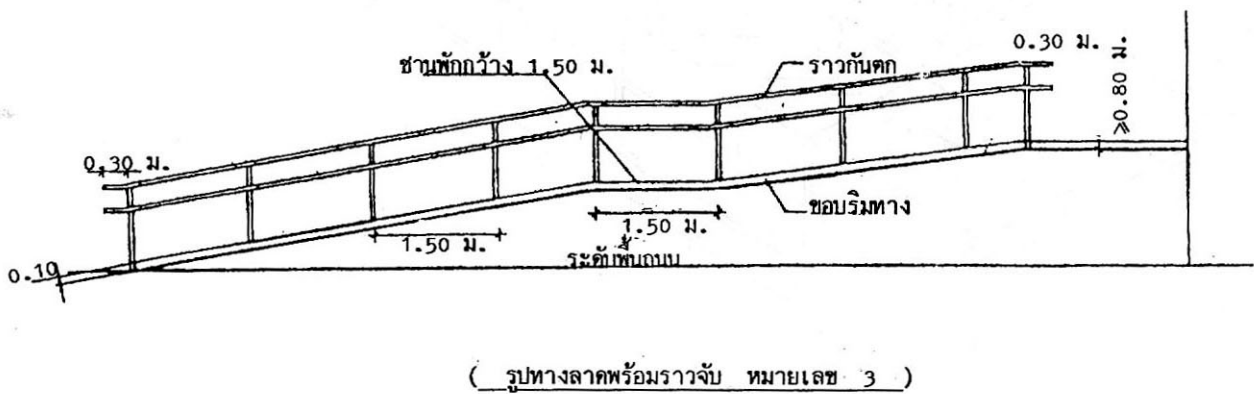 0.30 ม.
ชานพักกว้าง 1.50 ม.
ราวกันตก
≥0.80 ม.
0.30 ม.
ขอบริมทาง
1.50 ม.
1.50 ม.
ระดับพื้นถนน
0.10
( รูปทางลาดพร้อมราวจับ หมายเลข 3 )